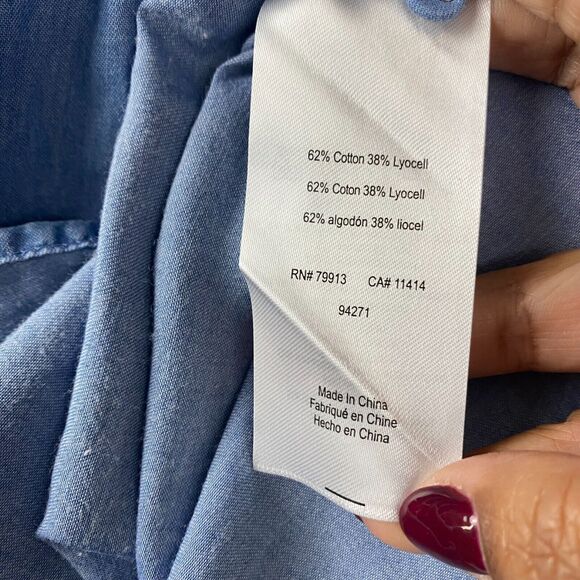 62% Cotton 38% Lyocell
62% Coton 38% Lyocell
62% algodón 38% liocel
RN# 79913 CA# 11414
94271
Made In China
Fabriqué en Chine
Hecho en China